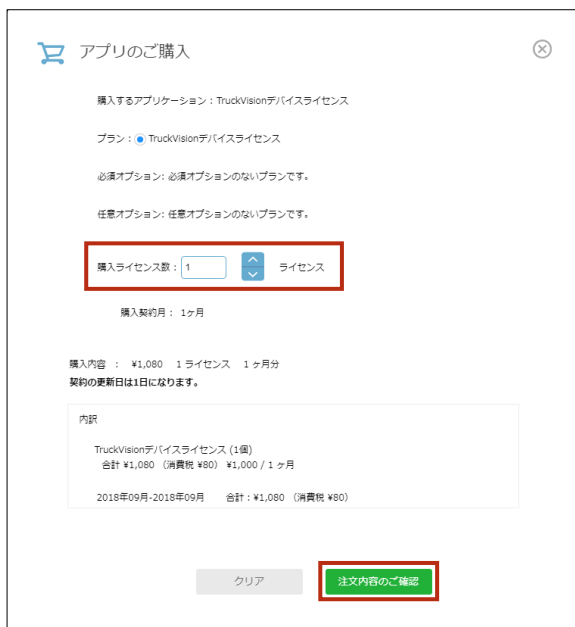 アプリのご購入
購入するアプリケーション：TruckVisionデバイスライセンス
プラン： TruckVisionデバイスライセンス
必須オプション: 必須オプションのないプランです。
任意オプション: 任意オプションのないプランです。
購入ライセンス数： 1 ライセンス
購入契約月： 1ヶ月
購入内容 ： ¥1,080 1 ライセンス 1 ヶ月分
契約の更新日は1日になります。
内訳
TruckVisionデバイスライセンス (1個)
合計 ¥1,080 （消費税 ¥80） ¥1,000 / 1 ヶ月
2018年09月-2018年09月 合計：¥1,080 （消費税 ¥80）
クリア 注文内容のご確認